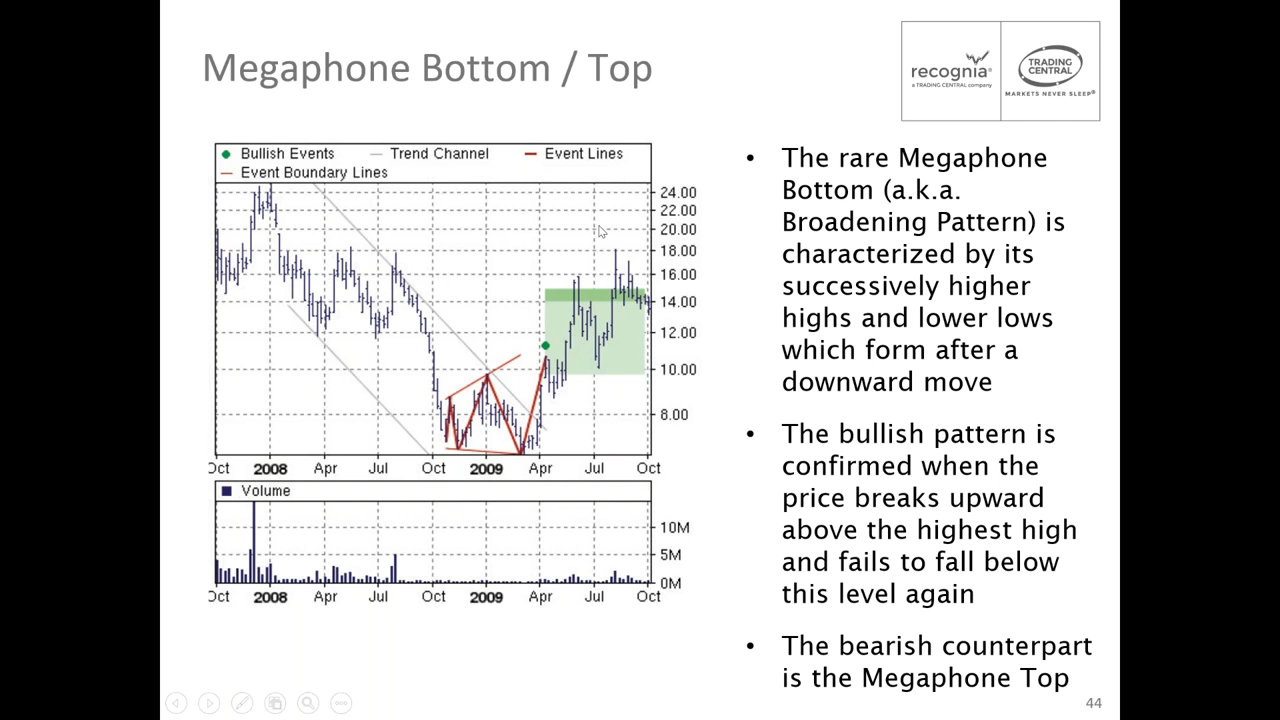 Megaphone Bottom / Top
recognia®
a TRADING CENTRAL company
TRADING
CENTRAL
MARKETS NEVER SLEEP®
Bullish Events Trend Channel Event Lines
Event Boundary Lines
24.00
22.00
20.00
18.00
16.00
14.00
12.00
10.00
8.00
Oct 2008 Apr Jul Oct 2009 Apr Jul Oct
Volume
10M
5M
0M
Oct 2008 Apr Jul Oct 2009 Apr Jul Oct
• The rare Megaphone
Bottom (a.k.a.
Broadening Pattern) is
characterized by its
successively higher
highs and lower lows
which form after a
downward move
• The bullish pattern is
confirmed when the
price breaks upward
above the highest high
and fails to fall below
this level again
• The bearish counterpart
is the Megaphone Top
44